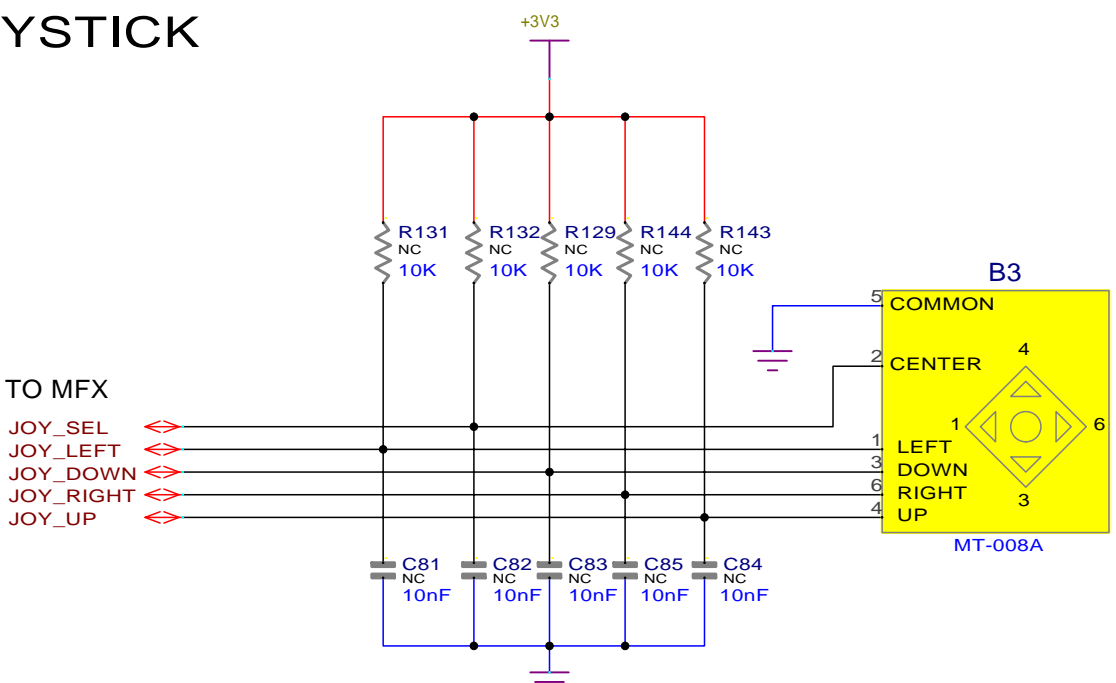 YSTICK
+3V3
R131 R132 R129 R144 R143
NC NC NC NC NC
10K 10K 10K 10K 10K
B3
5 COMMON
2 CENTER
4
1 6
3
TO MFX
JOY_SEL
JOY_LEFT 1 LEFT
JOY_DOWN 3 DOWN
JOY_RIGHT 6 RIGHT
JOY_UP 4 UP
MT-008A
C81 C82 C83 C85 C84
NC NC NC NC NC
10nF 10nF 10nF 10nF 10nF